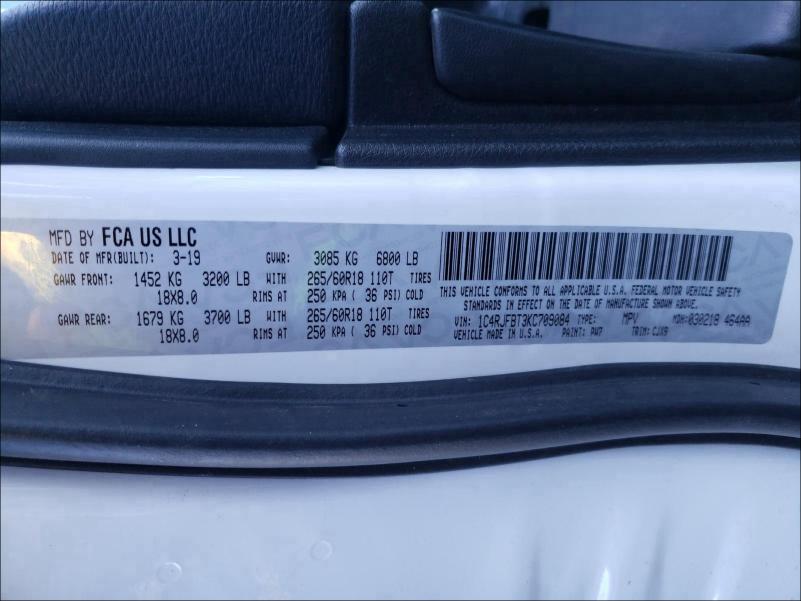 MFD BY FCA US LLC
DATE OF MFR(BUILT): 3-19 GVWR: 3085 KG 6800 LB
GAWR FRONT: 1452 KG 3200 LB WITH 265/60R18 110T TIRES
18X8.0 RIMS AT 250 KPA ( 36 PSI) COLD
GAWR REAR: 1679 KG 3700 LB WITH 265/60R18 110T TIRES
18X8.0 RIMS AT 250 KPA ( 36 PSI) COLD
THIS VEHICLE CONFORMS TO ALL APPLICABLE U.S.A. FEDERAL MOTOR VEHICLE SAFETY
STANDARDS IN EFFECT ON THE DATE OF MANUFACTURE SHOWN ABOVE.
VIN: 1C4RJFBT3KC709084 TYPE: MPV MDH: 030218 464AA
VEHICLE MADE IN U.S.A. PAINT: PW7 TRIM: CJX9